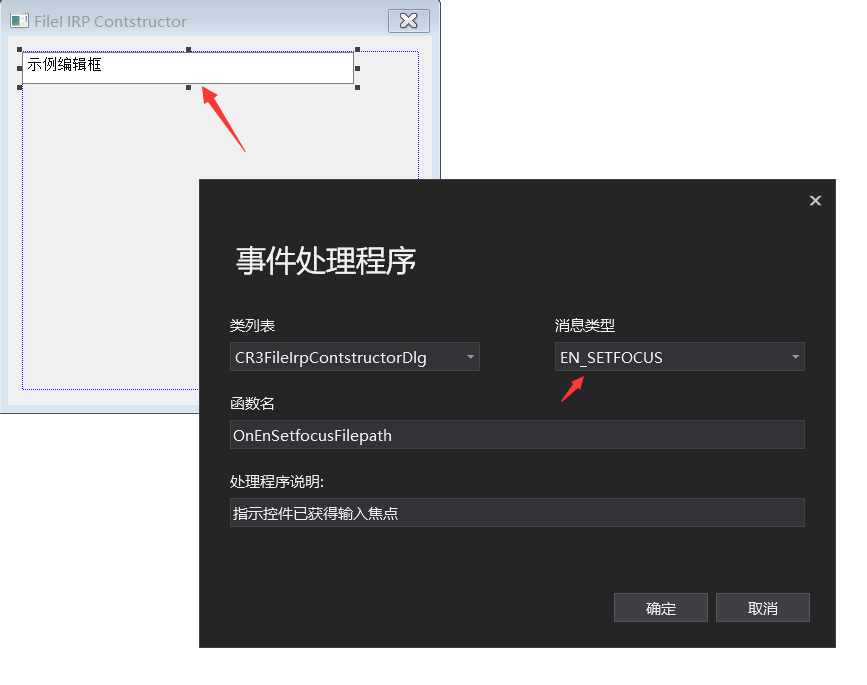 FileI IRP Contstructor
示例编辑框
事件处理程序
类列表
消息类型
CR3FileIrpContstructorDlg
EN_SETFOCUS
函数名
OnEnSetfocusFilepath
处理程序说明:
指示控件已获得输入焦点
确定
取消